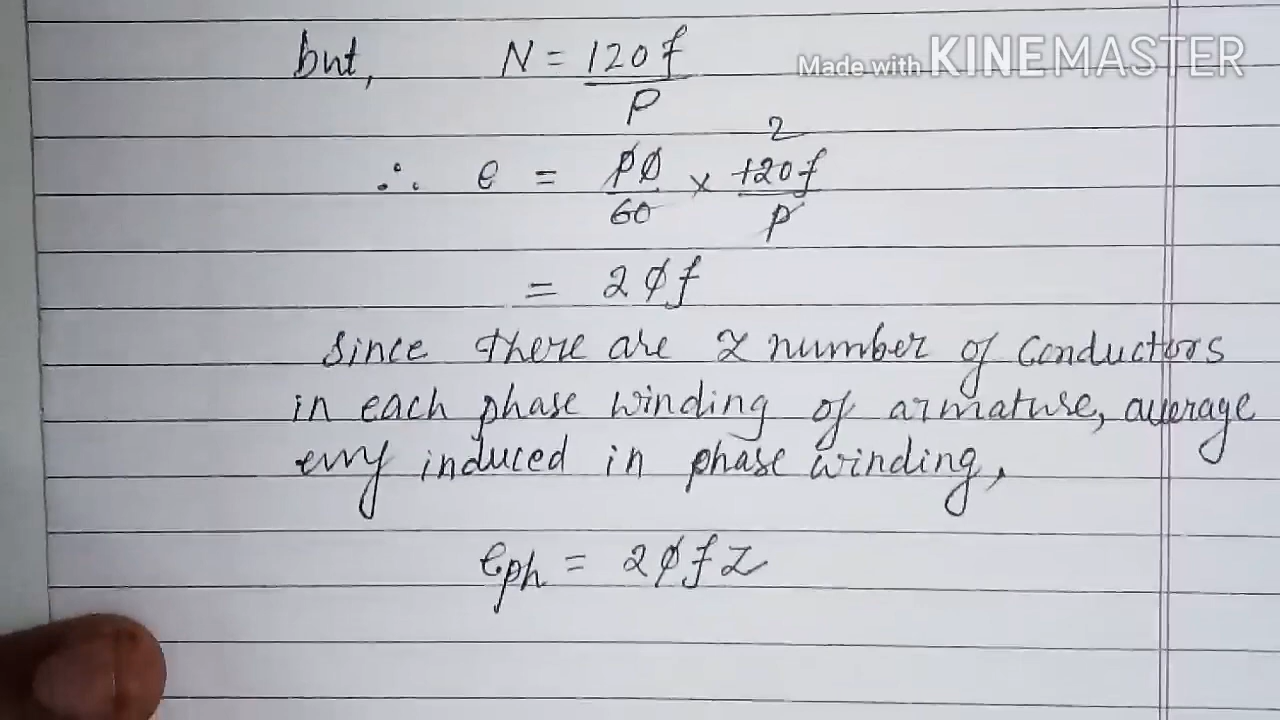 but, N = 120f/P
Made with KINEMASTER
∴ e = PØ/60 × 120f/P 2
= 2φf
Since there are Z number of conductors
in each phase winding of armature, average
emf induced in phase winding,
eph = 2φfZ